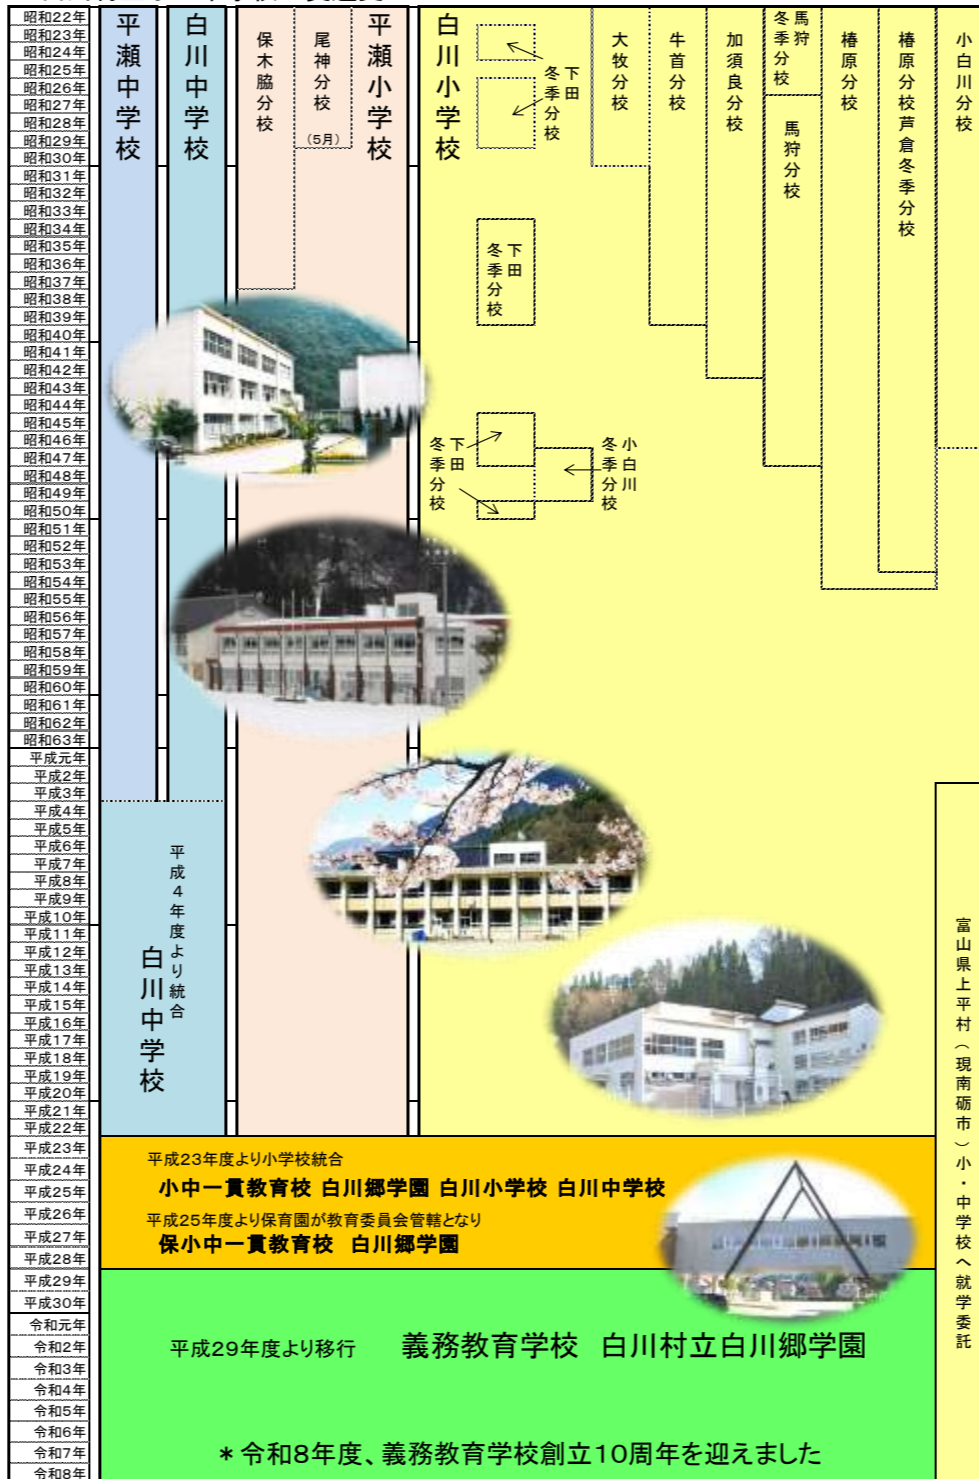 昭和22年
昭和23年
昭和24年
昭和25年
昭和26年
昭和27年
昭和28年
昭和29年
昭和30年
昭和31年
昭和32年
昭和33年
昭和34年
昭和35年
昭和36年
昭和37年
昭和38年
昭和39年
昭和40年
昭和41年
昭和42年
昭和43年
昭和44年
昭和45年
昭和46年
昭和47年
昭和48年
昭和49年
昭和50年
昭和51年
昭和52年
昭和53年
昭和54年
昭和55年
昭和56年
昭和57年
昭和58年
昭和59年
昭和60年
昭和61年
昭和62年
昭和63年
平成元年
平成2年
平成3年
平成4年
平成5年
平成6年
平成7年
平成8年
平成9年
平成10年
平成11年
平成12年
平成13年
平成14年
平成15年
平成16年
平成17年
平成18年
平成19年
平成20年
平成21年
平成22年
平成23年
平成24年
平成25年
平成26年
平成27年
平成28年
平成29年
平成30年
令和元年
令和2年
令和3年
令和4年
令和5年
令和6年
令和7年
令和8年
平瀬中学校
白川中学校
保木脇分校
尾神分校
(5月)
平瀬小学校
白川小学校
下田
冬季分校
大牧分校
牛首分校
加須良分校
馬狩
冬季分校
馬狩分校
椿原分校
椿原分校芦倉冬季分校
小白川分校
下田
冬季分校
下田
冬季分校
小白川
冬季分校
平成4年度より統合
白川中学校
富山県上平村(現南砺市)小・中学校へ就学委託
平成23年度より小学校統合
小中一貫教育校 白川郷学園 白川小学校 白川中学校
平成25年度より保育園が教育委員会管轄となり
保小中一貫教育校 白川郷学園
平成29年度より移行 義務教育学校 白川村立白川郷学園
*令和8年度、義務教育学校創立10周年を迎えました